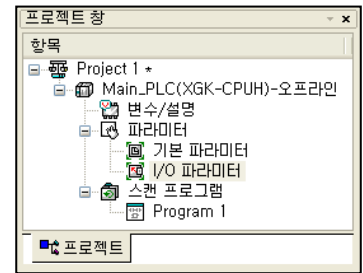 프로젝트 창
항목
Project 1 *
Main_PLC(XGK-CPUH)-오프라인
변수/설명
파라미터
기본 파라미터
I/O 파라미터
스캔 프로그램
Program 1
프로젝트